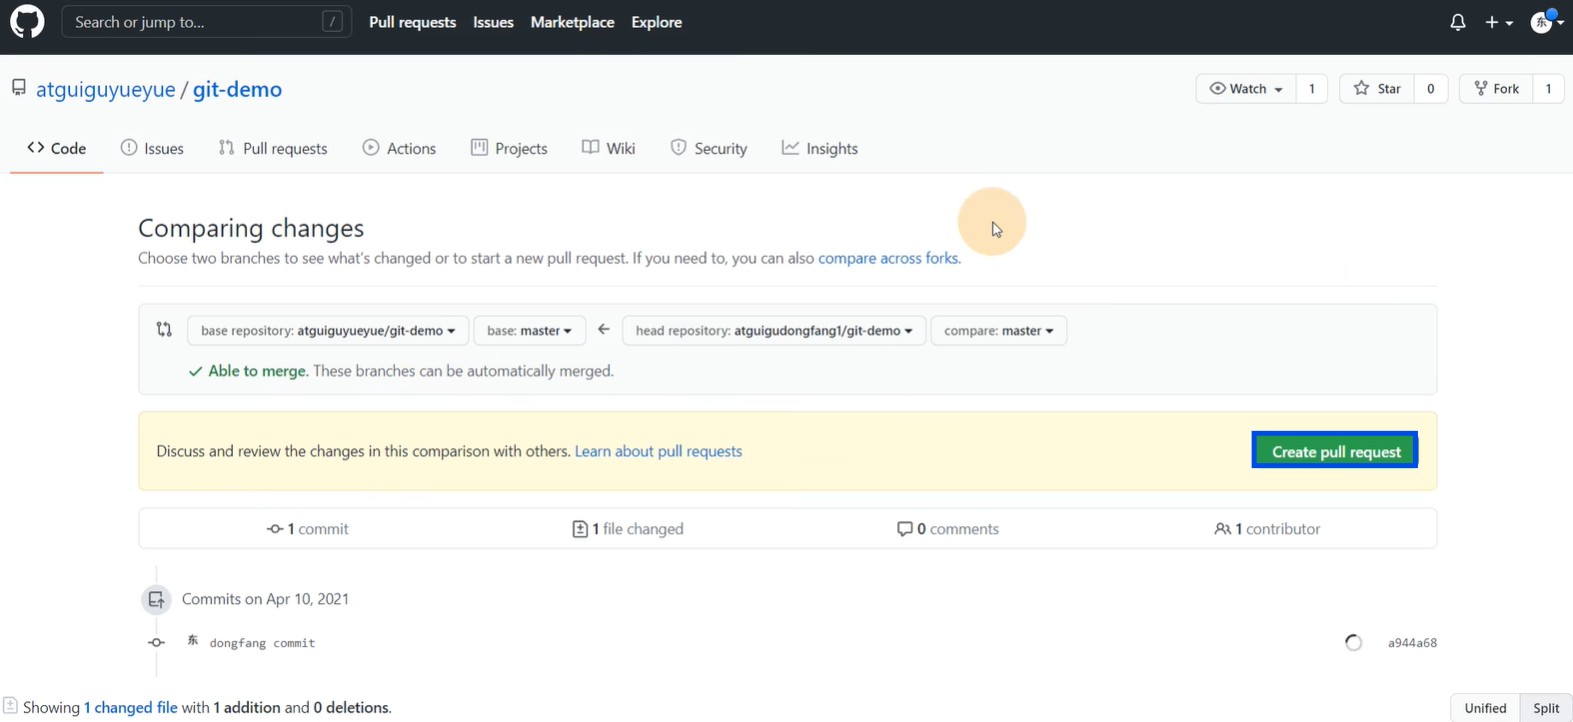 Search or jump to... /
Pull requests Issues Marketplace Explore
东
atguiguyueyue / git-demo
Watch 1 Star 0 Fork 1
Code Issues Pull requests Actions Projects Wiki Security Insights
Comparing changes
Choose two branches to see what's changed or to start a new pull request. If you need to, you can also compare across forks.
base repository: atguiguyueyue/git-demo base: master head repository: atguigudongfang1/git-demo compare: master
Able to merge. These branches can be automatically merged.
Discuss and review the changes in this comparison with others. Learn about pull requests
Create pull request
1 commit 1 file changed 0 comments 1 contributor
Commits on Apr 10, 2021
东 dongfang commit a944a68
Showing 1 changed file with 1 addition and 0 deletions.
Unified Split